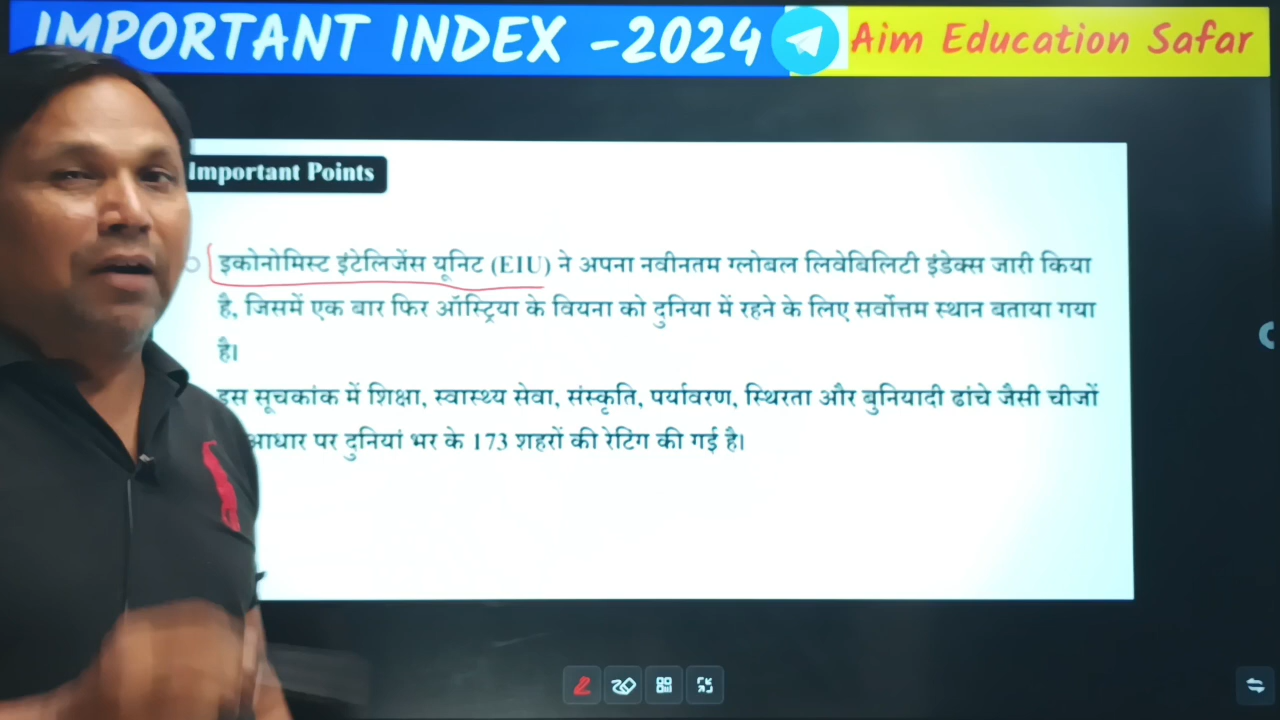 IMPORTANT INDEX -2024
Aim Education Safar
Important Points
इकोनोमिस्ट इंटेलिजेंस यूनिट (EIU) ने अपना नवीनतम ग्लोबल लिवेबिलिटी इंडेक्स जारी किया
है, जिसमें एक बार फिर ऑस्ट्रिया के वियना को दुनिया में रहने के लिए सर्वोत्तम स्थान बताया गया
है।
इस सूचकांक में शिक्षा, स्वास्थ्य सेवा, संस्कृति, पर्यावरण, स्थिरता और बुनियादी ढांचे जैसी चीजों
आधार पर दुनियां भर के 173 शहरों की रेटिंग की गई है।